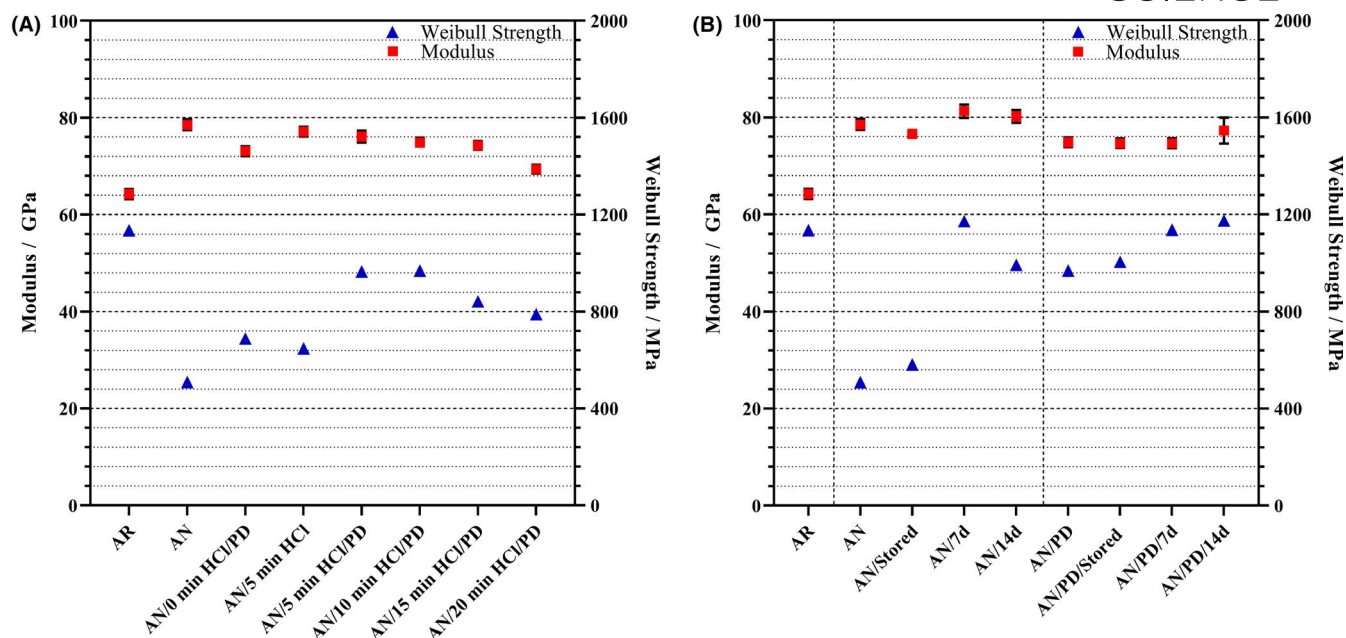 (A)
Weibull Strength
Modulus
100
80
60
40
20
0
Modulus / GPa
2000
1600
1200
800
400
0
Weibull Strength / MPa
AR
AN
AN/0 min HCl/PD
AN/5 min HCl
AN/5 min HCl/PD
AN/10 min HCl/PD
AN/15 min HCl/PD
AN/20 min HCl/PD
(B)
Weibull Strength
Modulus
100
80
60
40
20
0
Modulus / GPa
2000
1600
1200
800
400
0
Weibull Strength / MPa
AR
AN
AN/Stored
AN/7d
AN/14d
AN/PD
AN/PD/Stored
AN/PD/7d
AN/PD/14d